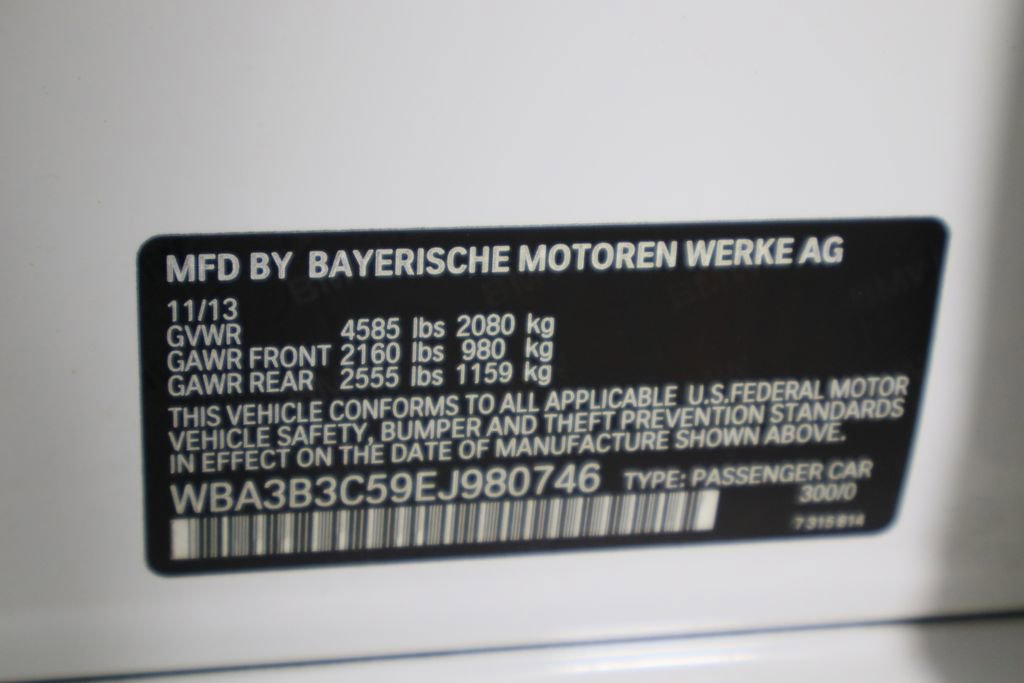 MFD BY BAYERISCHE MOTOREN WERKE AG
11/13
GVWR 4585 lbs 2080 kg
GAWR FRONT 2160 lbs 980 kg
GAWR REAR 2555 lbs 1159 kg
THIS VEHICLE CONFORMS TO ALL APPLICABLE U.S.FEDERAL MOTOR
VEHICLE SAFETY, BUMPER AND THEFT PREVENTION STANDARDS
IN EFFECT ON THE DATE OF MANUFACTURE SHOWN ABOVE.
WBA3B3C59EJ980746 TYPE: PASSENGER CAR
300/0
7 315 814